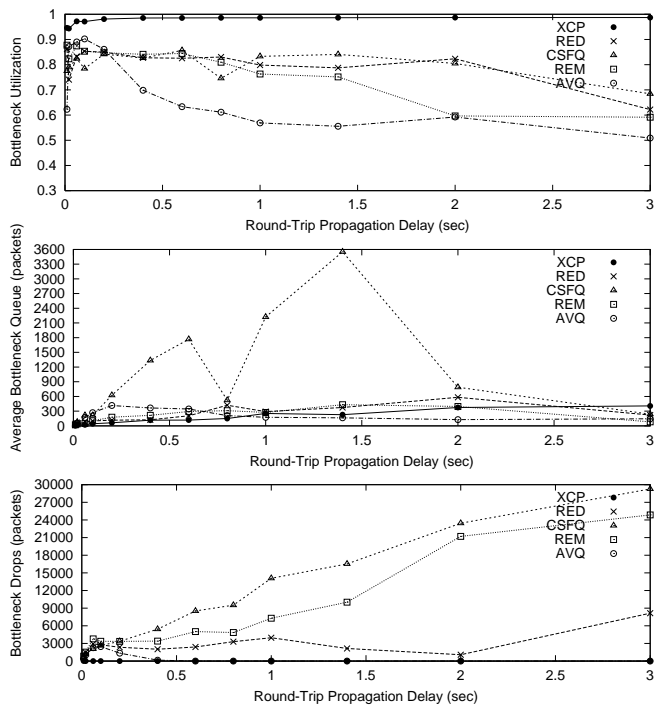 1
0.9
0.8
0.7
0.6
0.5
0.4
0.3
Bottleneck Utilization
XCP
RED
CSFQ
REM
AVQ
0 0.5 1 1.5 2 2.5 3
Round-Trip Propagation Delay (sec)
3600
3300
3000
2700
2400
2100
1800
1500
1200
900
600
300
0
Average Bottleneck Queue (packets)
XCP
RED
CSFQ
REM
AVQ
0 0.5 1 1.5 2 2.5 3
Round-Trip Propagation Delay (sec)
30000
27000
24000
21000
18000
15000
12000
9000
6000
3000
0
Bottleneck Drops (packets)
XCP
RED
CSFQ
REM
AVQ
0 0.5 1 1.5 2 2.5 3
Round-Trip Propagation Delay (sec)